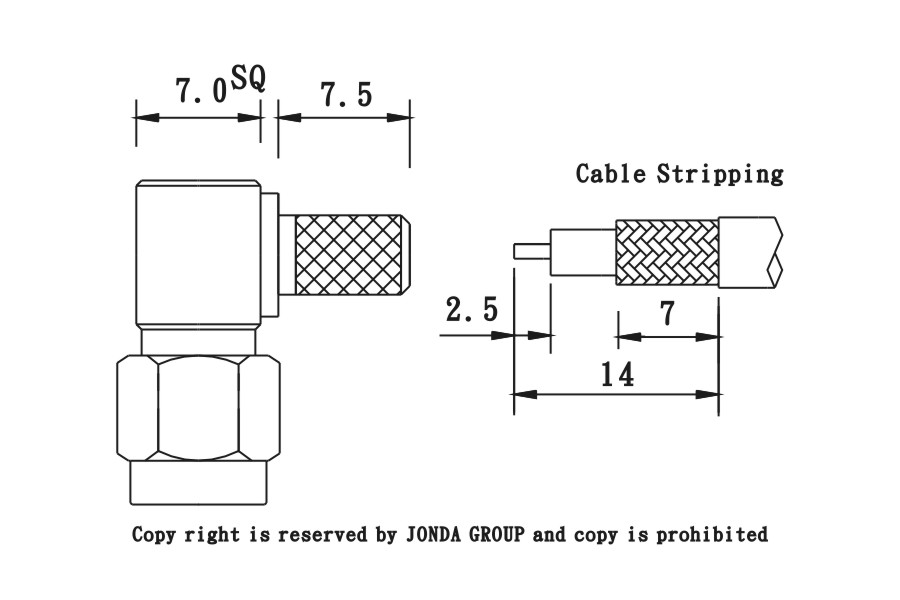 7.0SQ
7.5
Cable Stripping
2.5
7
14
Copy right is reserved by JONDA GROUP and copy is prohibited